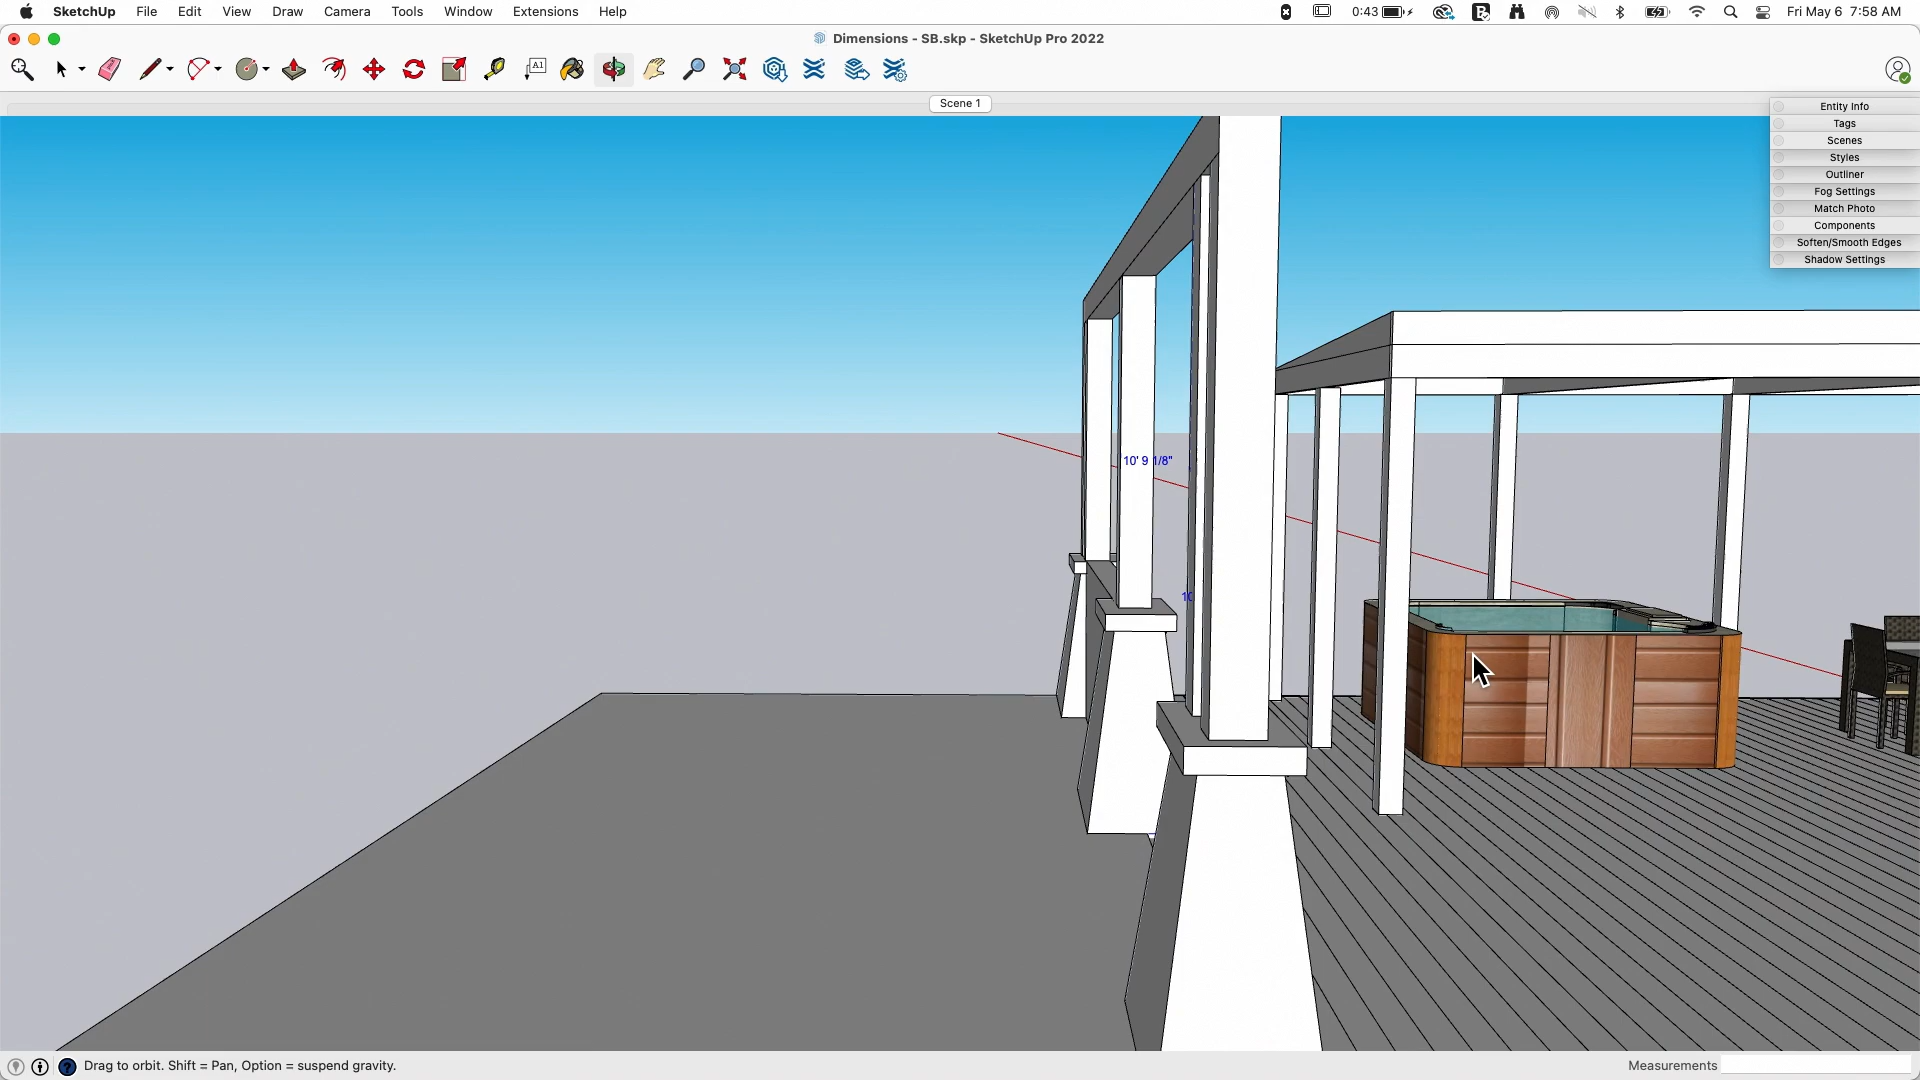 SketchUp File Edit View Draw Camera Tools Window Extensions Help 0:43 Fri May 6 7:58 AM
Dimensions - SB.skp - SketchUp Pro 2022
A1
Scene 1
Entity Info
Tags
Scenes
Styles
Outliner
Fog Settings
Match Photo
Components
Soften/Smooth Edges
Shadow Settings
10' 9 1/8"
10
Drag to orbit. Shift = Pan, Option = suspend gravity.
Measurements